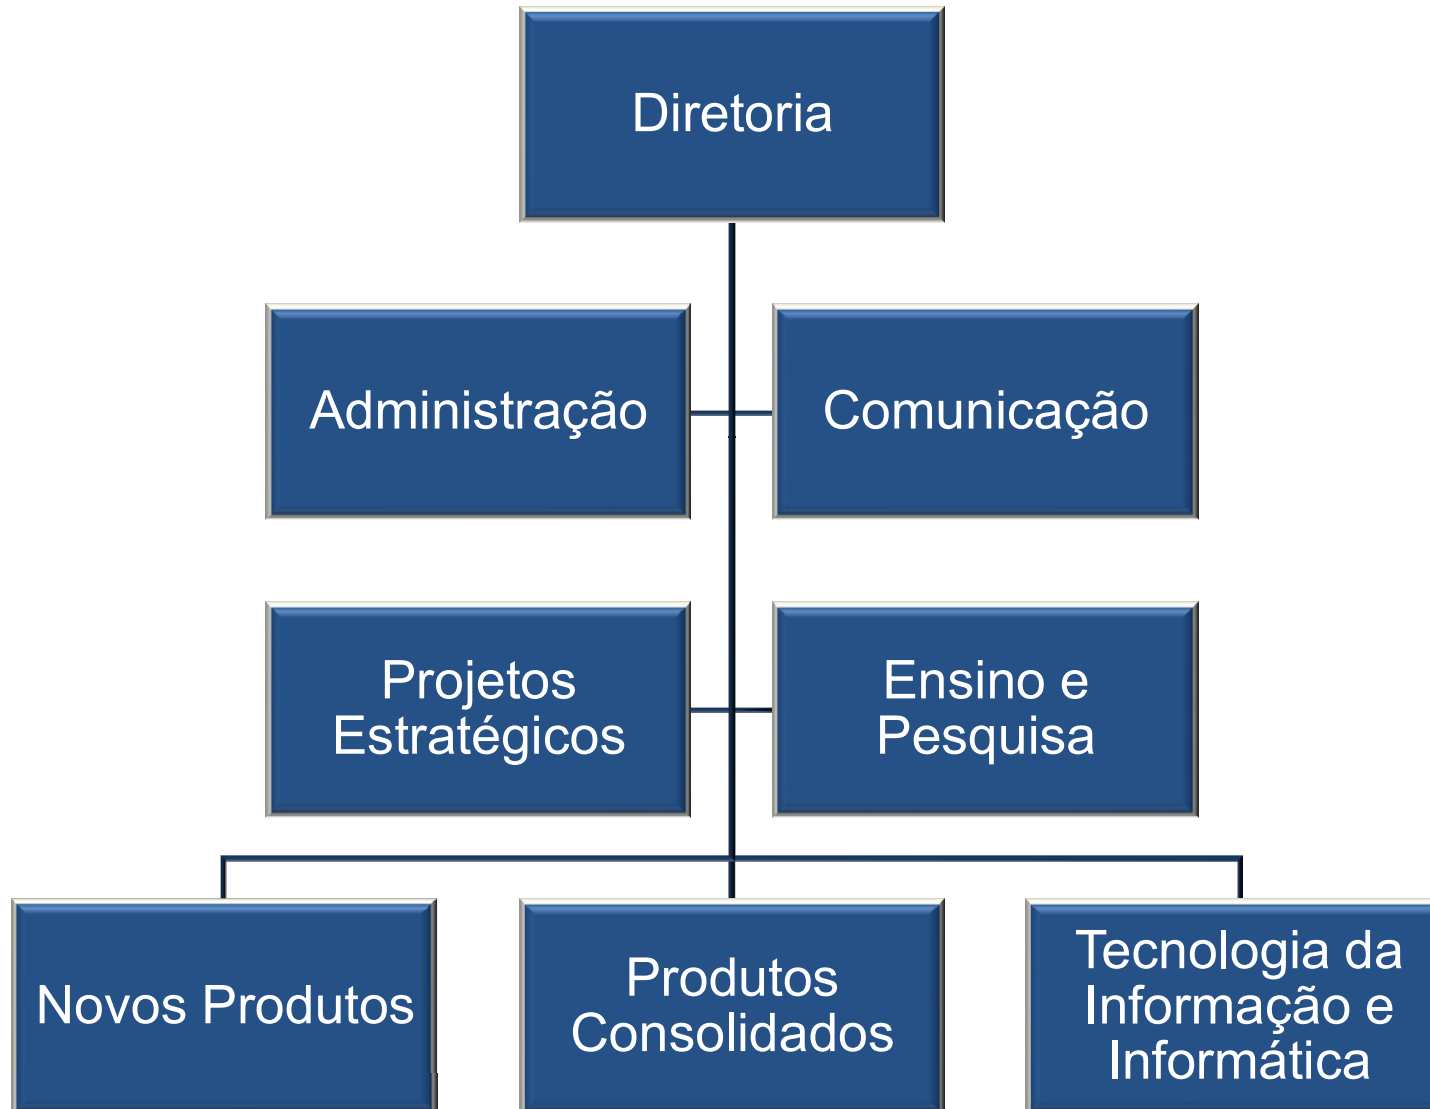 Diretoria
Administração
Comunicação
Projetos
Estratégicos
Ensino e
Pesquisa
Novos Produtos
Produtos
Consolidados
Tecnologia da
Informação e
Informática